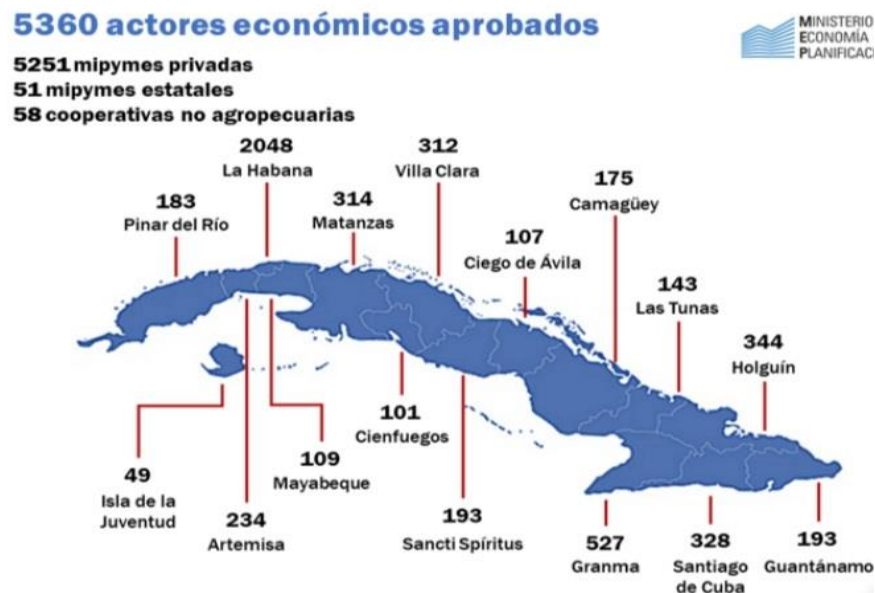 5360 actores económicos aprobados
MINISTERIO
ECONOMÍA
PLANIFICAC
5251 mipymes privadas
51 mipymes estatales
58 cooperativas no agropecuarias
2048
La Habana
312
Villa Clara
183
Pinar del Río
314
Matanzas
175
Camagüey
107
Ciego de Ávila
143
Las Tunas
344
Holguín
101
Cienfuegos
109
Mayabeque
49
Isla de la
Juventud
234
Artemisa
193
Sancti Spíritus
527
Granma
328
Santiago
de Cuba
193
Guantánamo